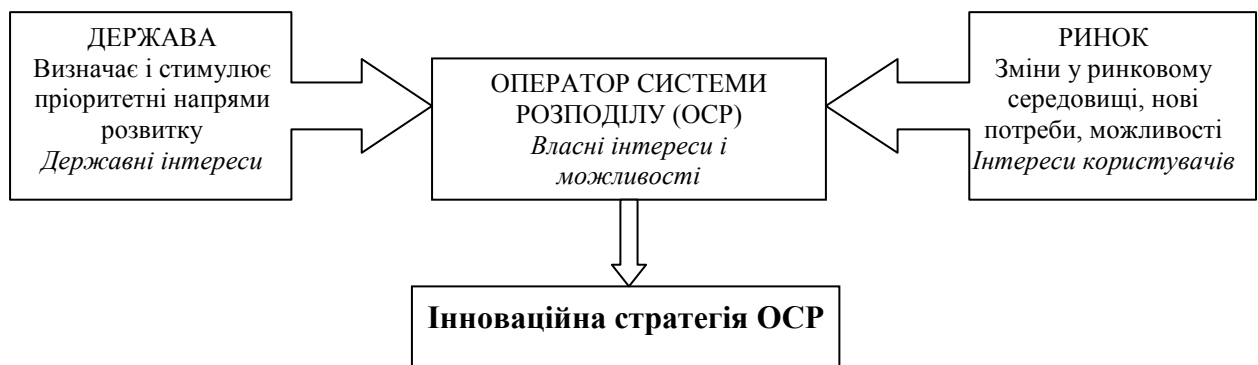 ДЕРЖАВА
Визначає і стимулює
пріоритетні напрями
розвитку
Державні інтереси
ОПЕРАТОР СИСТЕМИ
РОЗПОДІЛУ (ОСР)
Власні інтереси і
можливості
РИНОК
Зміни у ринковому
середовищі, нові
потреби, можливості
Інтереси користувачів
Інноваційна стратегія ОСР